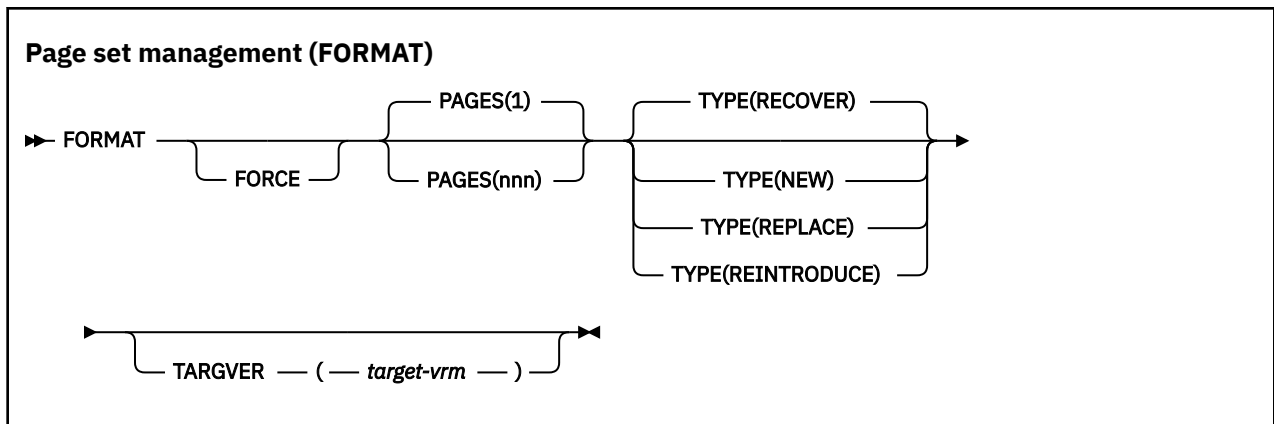 Page set management (FORMAT)
PAGES(1) TYPE(RECOVER)
FORMAT
FORCE PAGES(nnn) TYPE(NEW)
TYPE(REPLACE)
TYPE(REINTRODUCE)
TARGVER ( target-vrm )